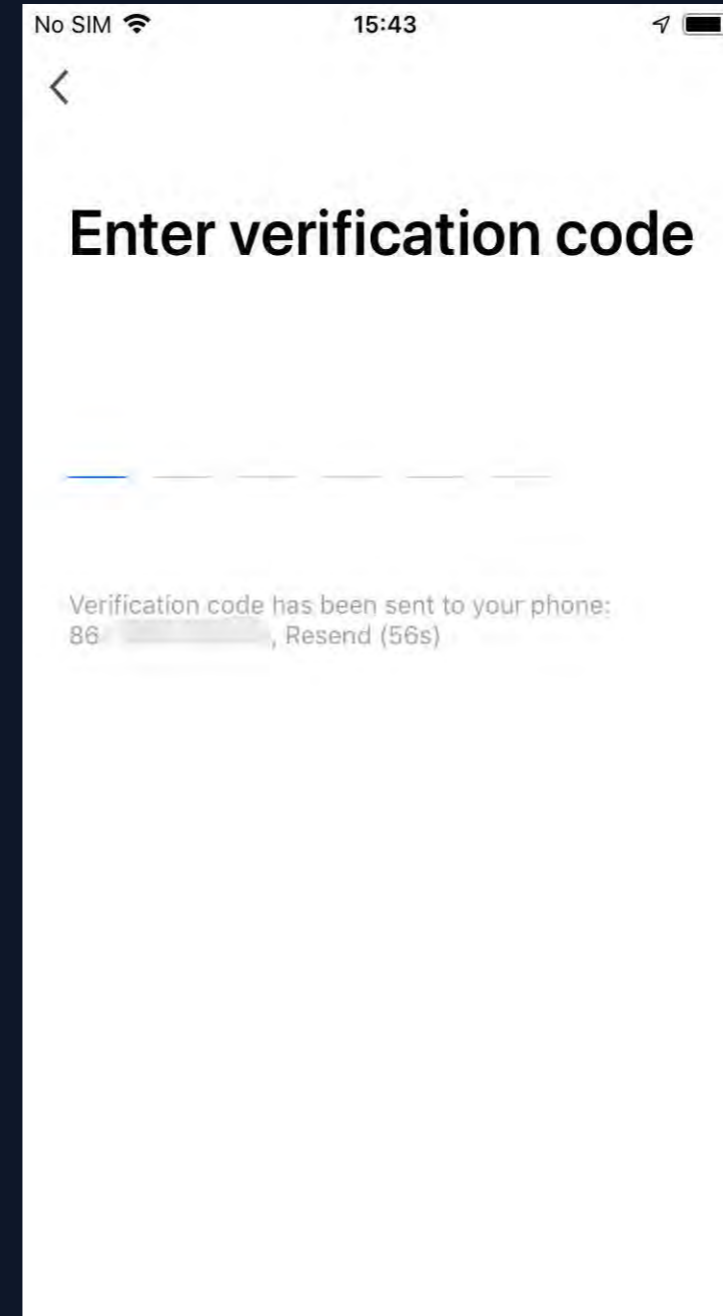 No SIM 15:43
Enter verification code
Verification code has been sent to your phone:
86 , Resend (56s)